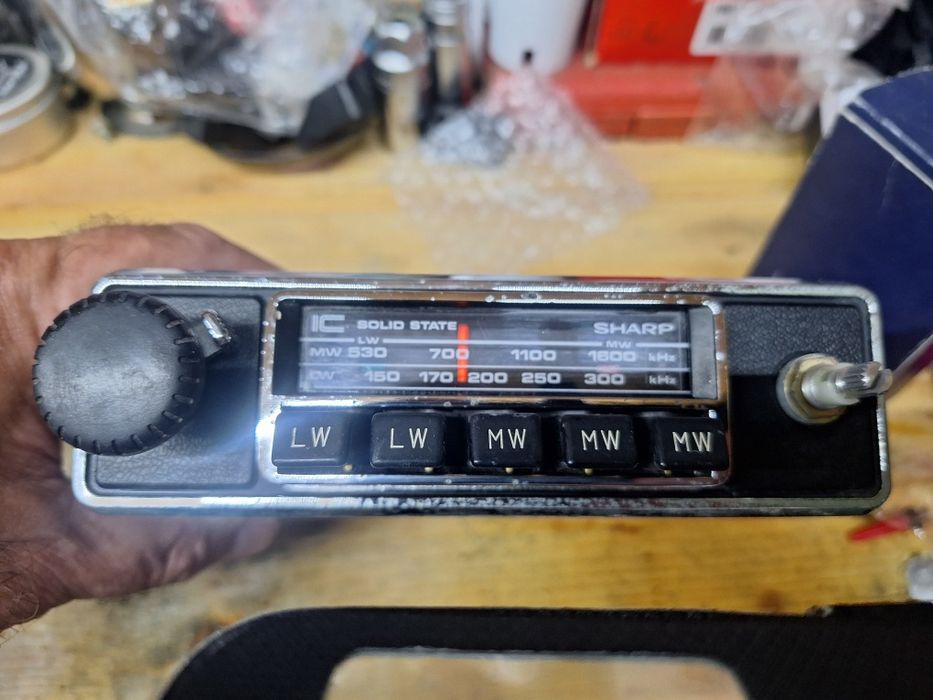 IC SOLID STATE SHARP
LW MW
MW 530 700 1100 1600 kHz
LW 150 170 200 250 300 kHz
LW LW MW MW MW